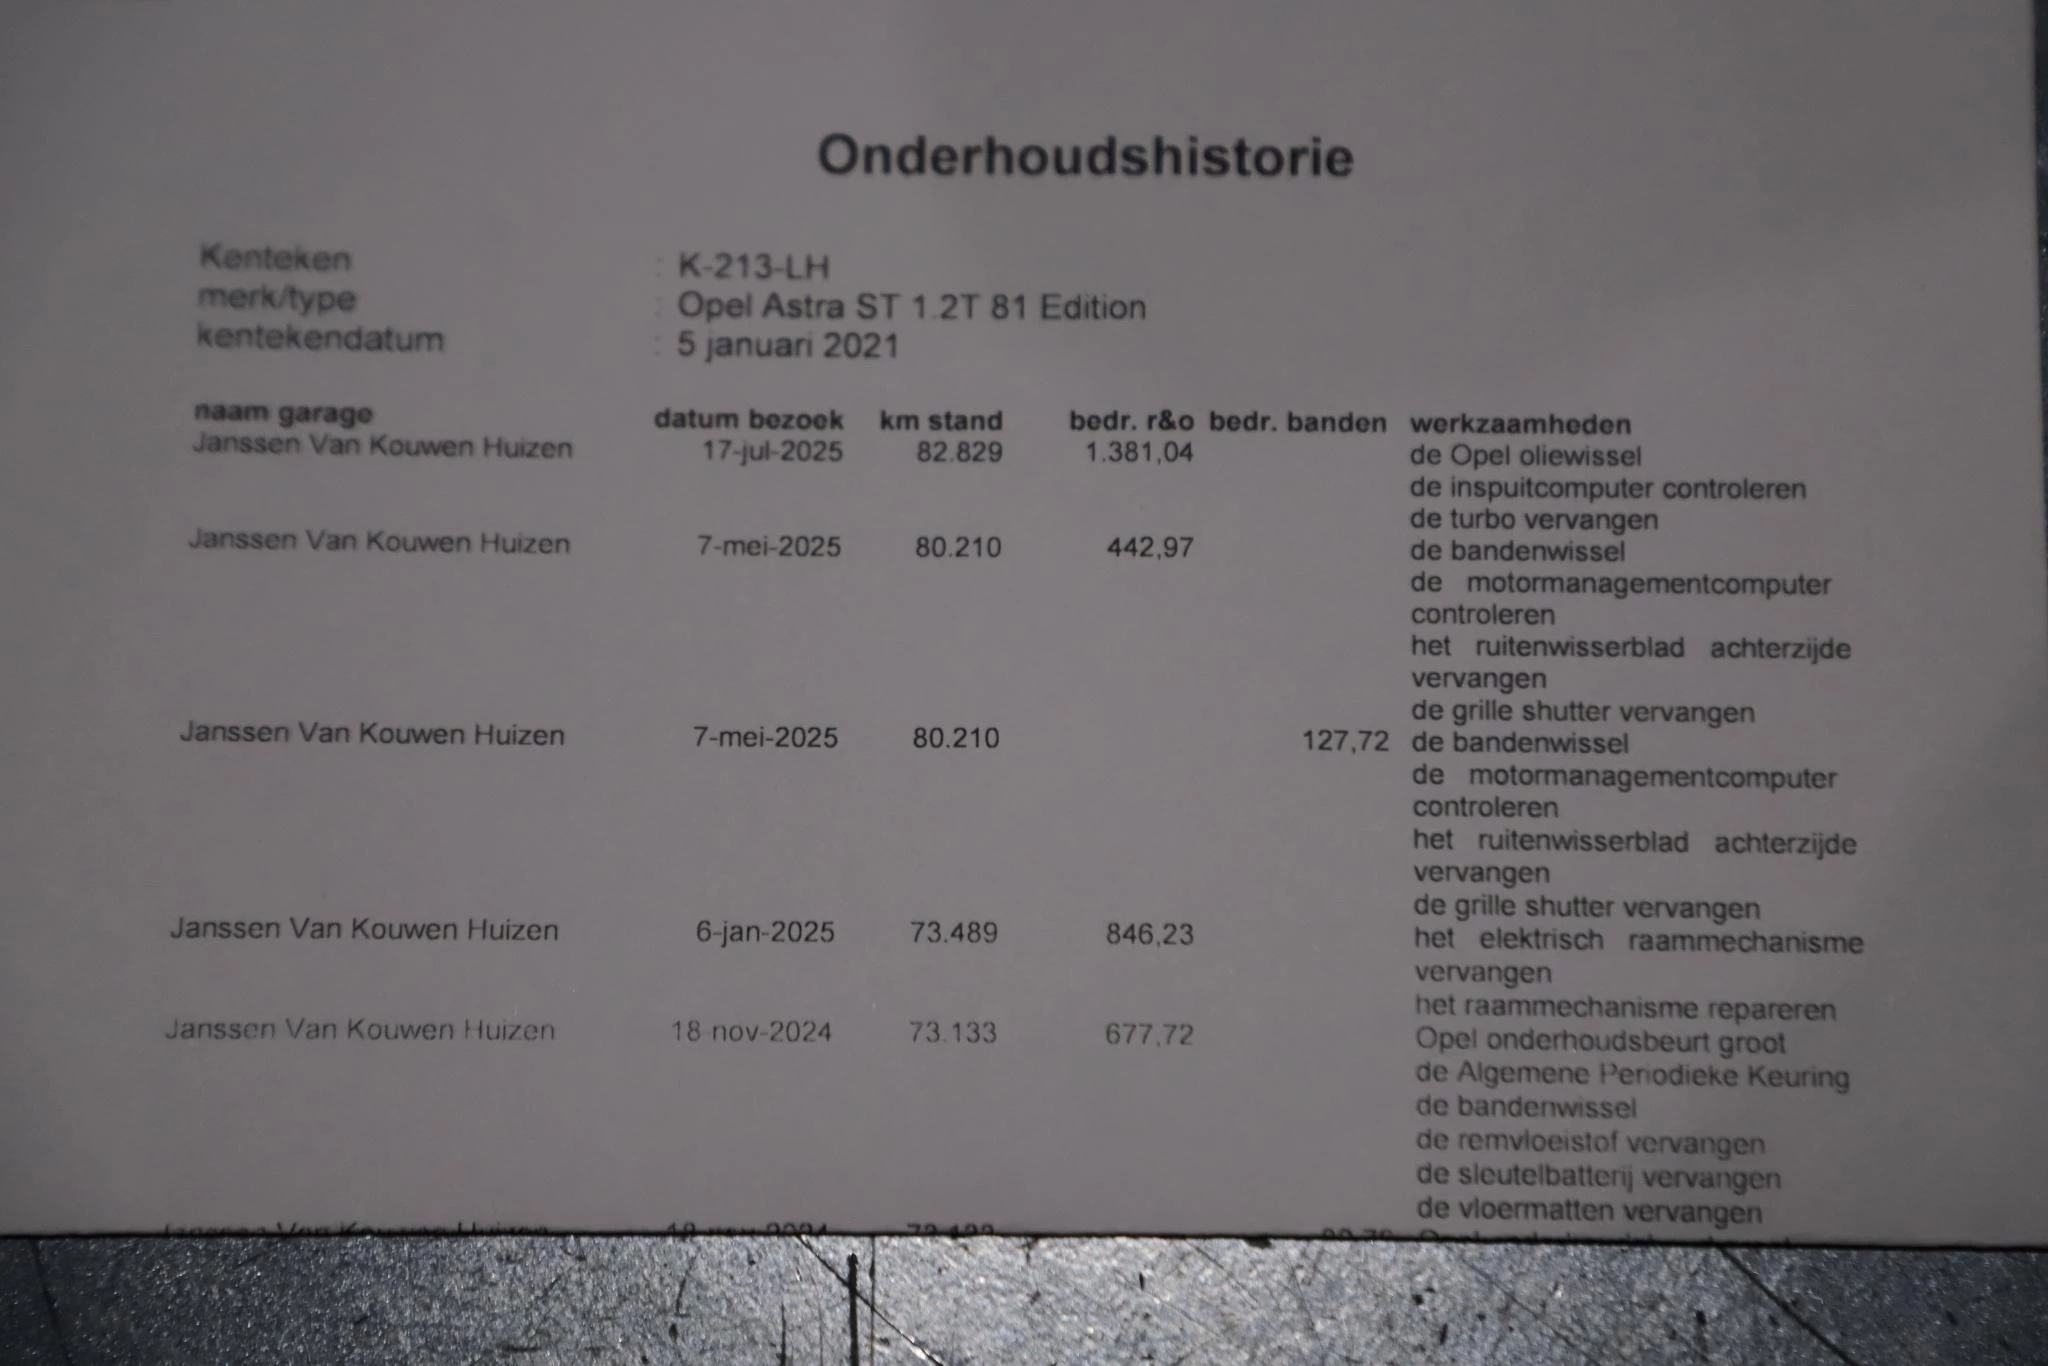 Onderhoudshistorie
Kenteken : K-213-LH
merk/type : Opel Astra ST 1.2T 81 Edition
kentekendatum : 5 januari 2021
naam garage datum bezoek km stand bedr. r&o bedr. banden werkzaamheden
Janssen Van Kouwen Huizen 17-jul-2025 82.829 1.381,04 de Opel oliewissel
de inspuitcomputer controleren
de turbo vervangen
Janssen Van Kouwen Huizen 7-mei-2025 80.210 442,97 de bandenwissel
de motormanagementcomputer
controleren
het ruitenwisserblad achterzijde
vervangen
de grille shutter vervangen
Janssen Van Kouwen Huizen 7-mei-2025 80.210 127,72 de bandenwissel
de motormanagementcomputer
controleren
het ruitenwisserblad achterzijde
vervangen
de grille shutter vervangen
Janssen Van Kouwen Huizen 6-jan-2025 73.489 846,23 het elektrisch raammechanisme
vervangen
het raammechanisme repareren
Janssen Van Kouwen Huizen 18-nov-2024 73.133 677,72 Opel onderhoudsbeurt groot
de Algemene Periodieke Keuring
de bandenwissel
de remvloeistof vervangen
de sleutelbatterij vervangen
de vloermatten vervangen
Janssen Van Kouwen Huizen